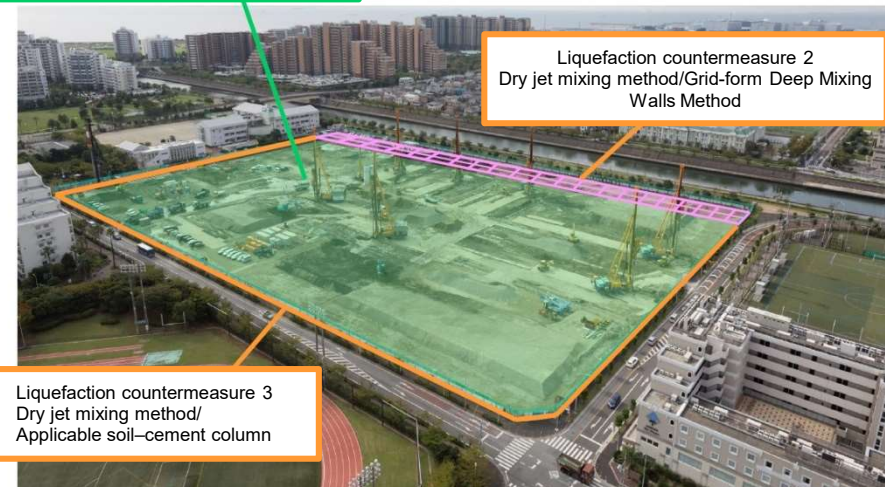 Liquefaction countermeasure 2
Dry jet mixing method/Grid-form Deep Mixing
Walls Method
Liquefaction countermeasure 3
Dry jet mixing method/
Applicable soil–cement column